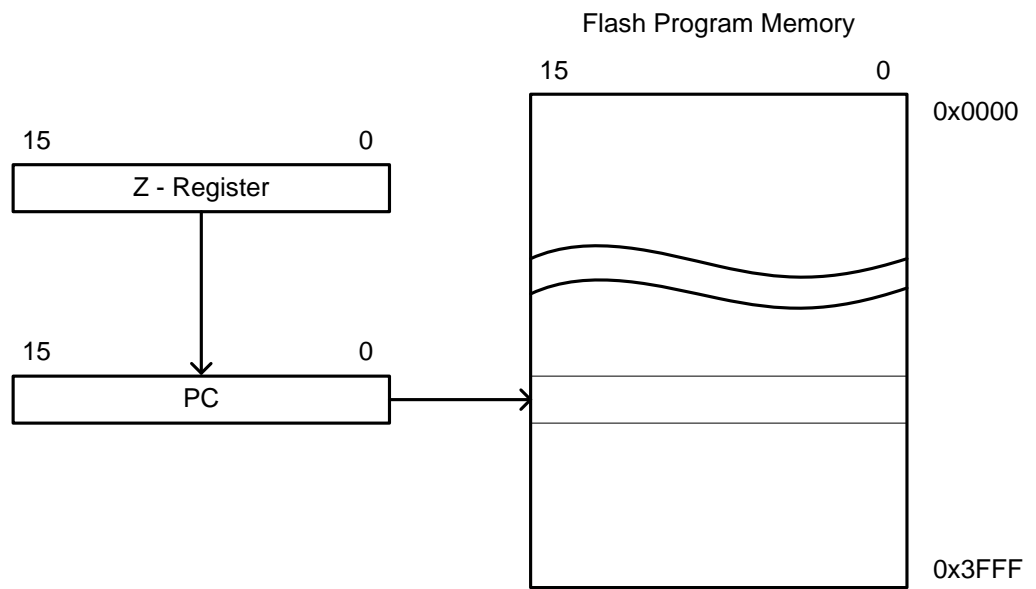 Flash Program Memory
15 0
0x0000
15 0
Z - Register
15 0
PC
0x3FFF